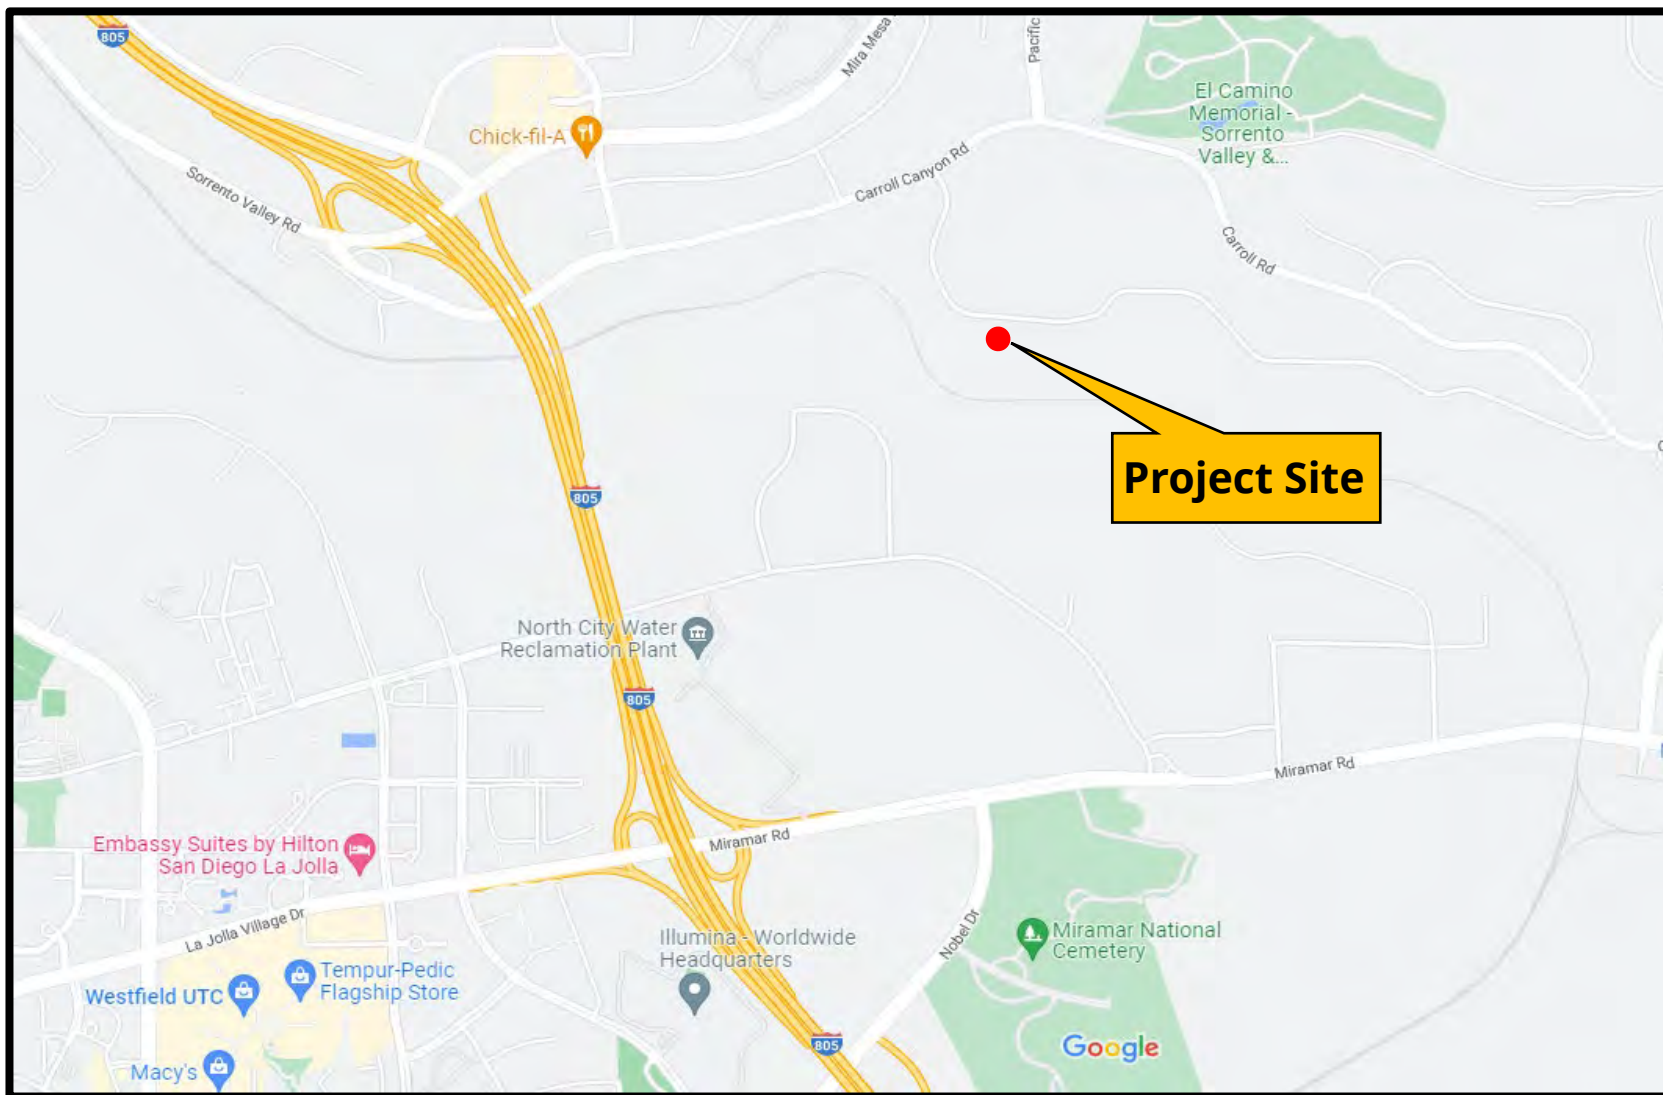 805
Mira Mesa
Pacific
El Camino
Memorial -
Sorrento
Valley &...
Chick-fil-A
Carroll Canyon Rd
Sorrento Valley Rd
Carroll Rd
Project Site
805
North City Water
Reclamation Plant
805
Miramar Rd
Miramar Rd
Embassy Suites by Hilton
San Diego La Jolla
La Jolla Village Dr
Nobel Dr
Illumina - Worldwide
Headquarters
Miramar National
Cemetery
Tempur-Pedic
Flagship Store
Westfield UTC
805
Google
Macy's